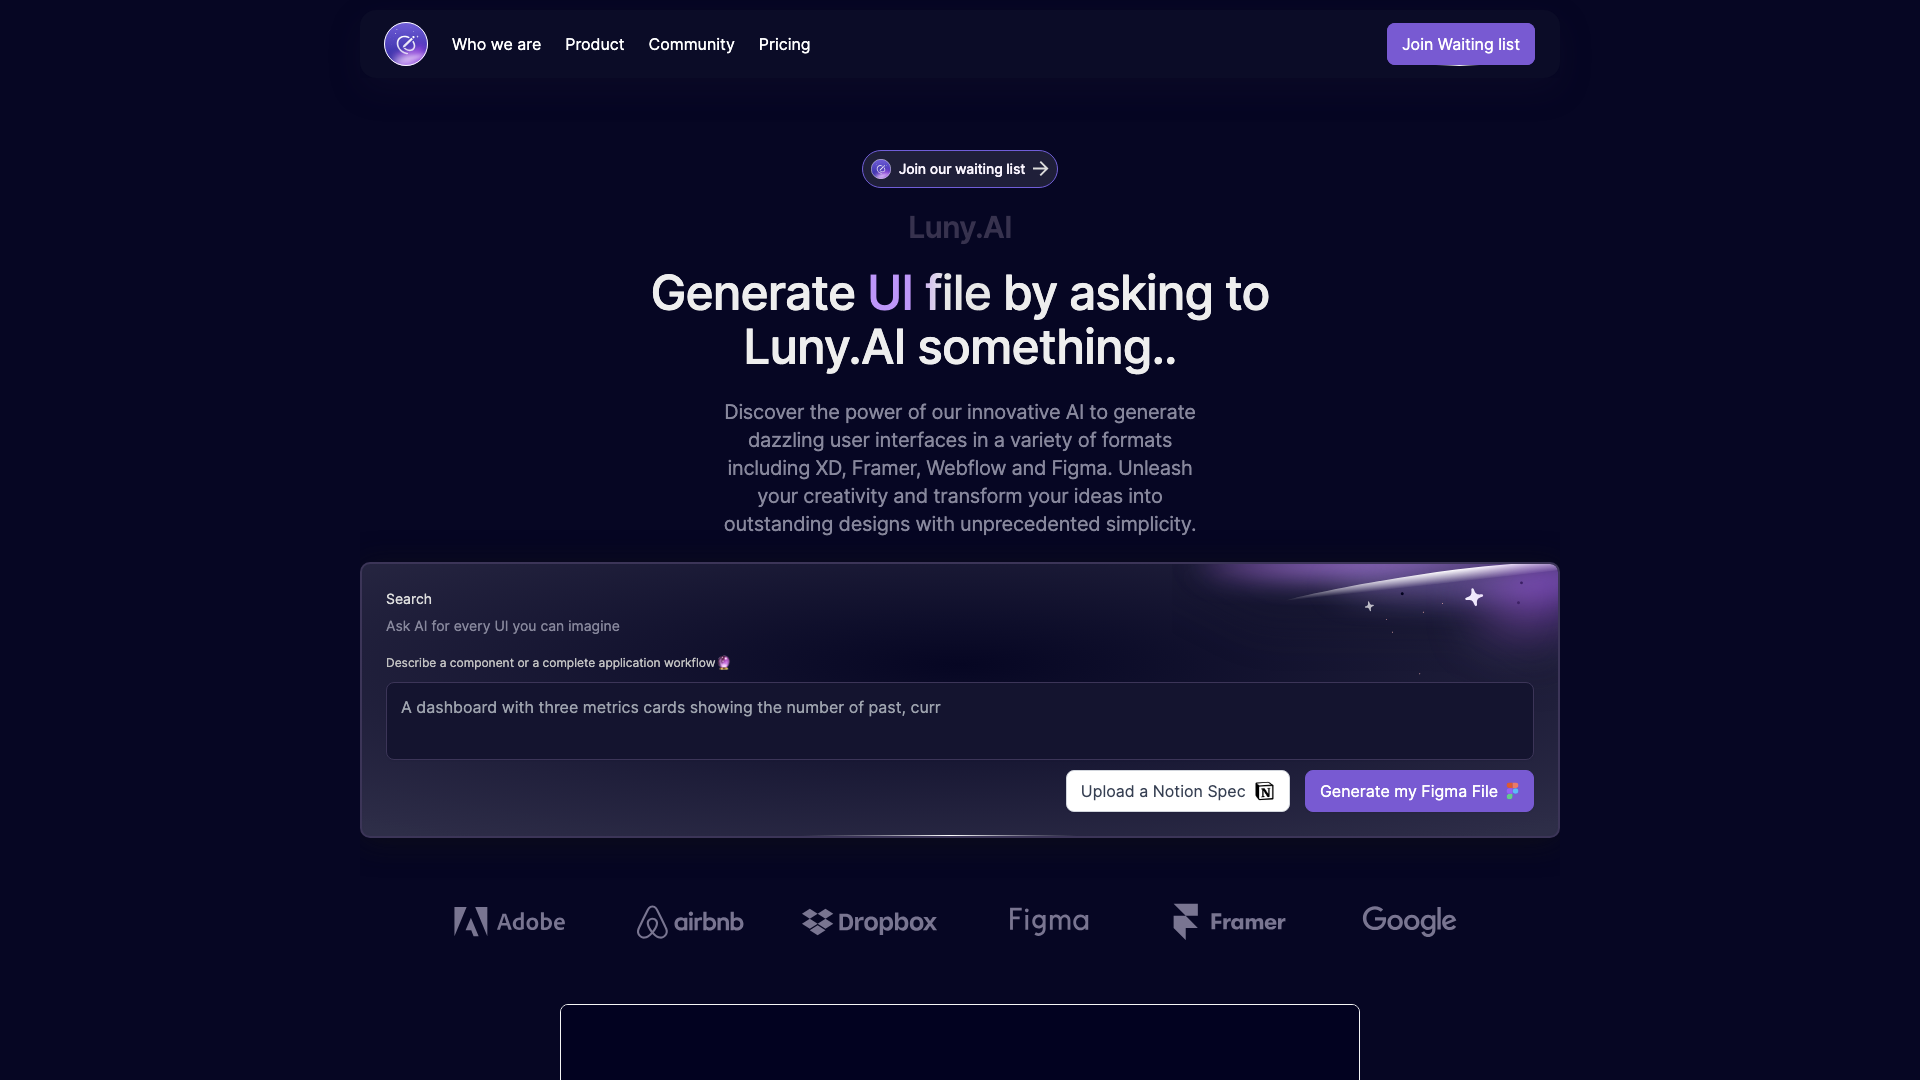 Who we are
Product
Community
Pricing
Join Waiting list
Join our waiting list
Luny.AI
Generate UI file by asking to
Luny.AI something..
Discover the power of our innovative AI to generate
dazzling user interfaces in a variety of formats
including XD, Framer, Webflow and Figma. Unleash
your creativity and transform your ideas into
outstanding designs with unprecedented simplicity.
Search
Ask AI for every UI you can imagine
Describe a component or a complete application workflow🔮
A dashboard with three metrics cards showing the number of past, curr
Upload a Notion Spec
Generate my Figma File
Adobe
airbnb
Dropbox
Figma
Framer
Google